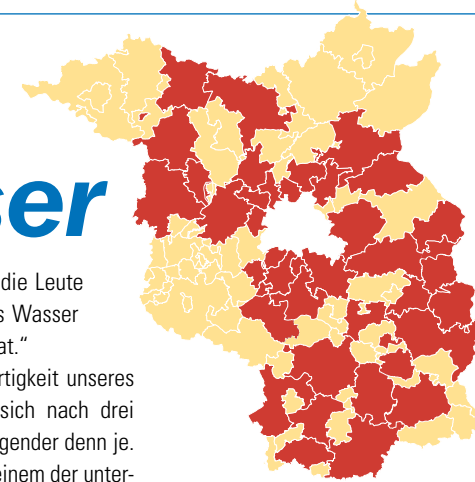 ser
die Leute
s Wasser
at.“
rtigkeit unseres
sich nach drei
gender denn je.
einem der unter-